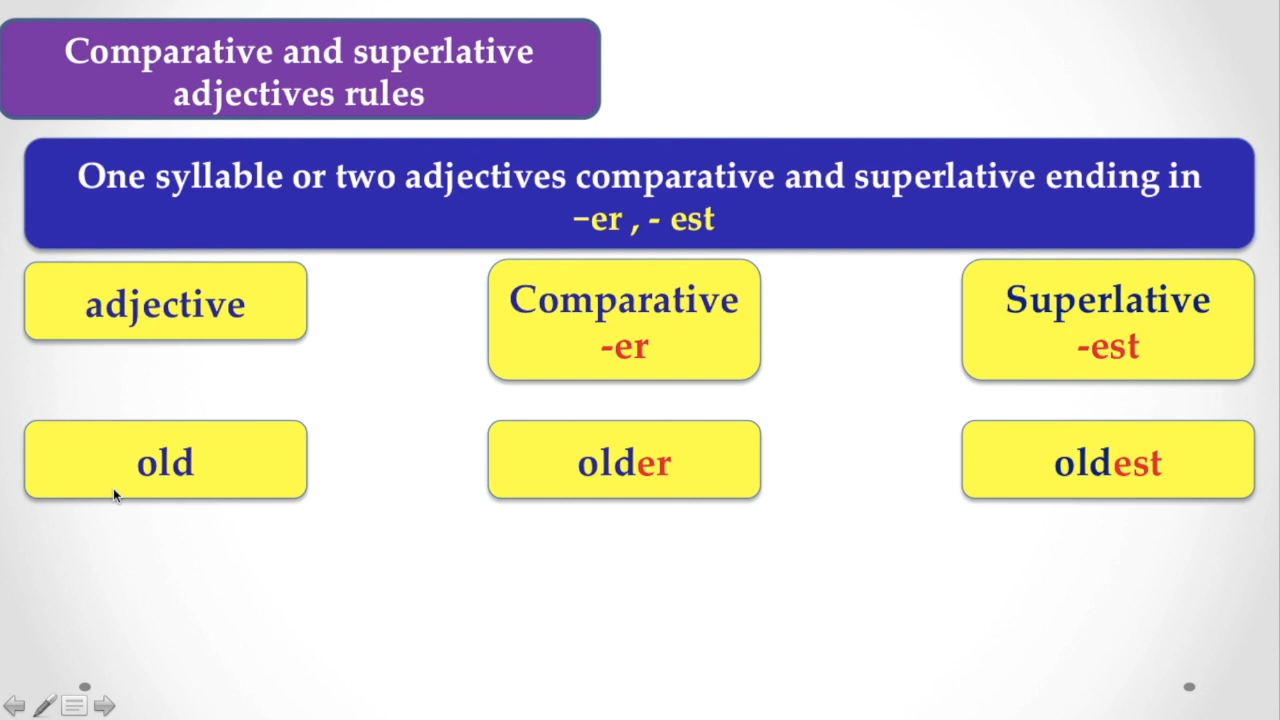 Comparative and superlative
adjectives rules
One syllable or two adjectives comparative and superlative ending in
–er , - est
adjective
Comparative
-er
Superlative
-est
old
older
oldest